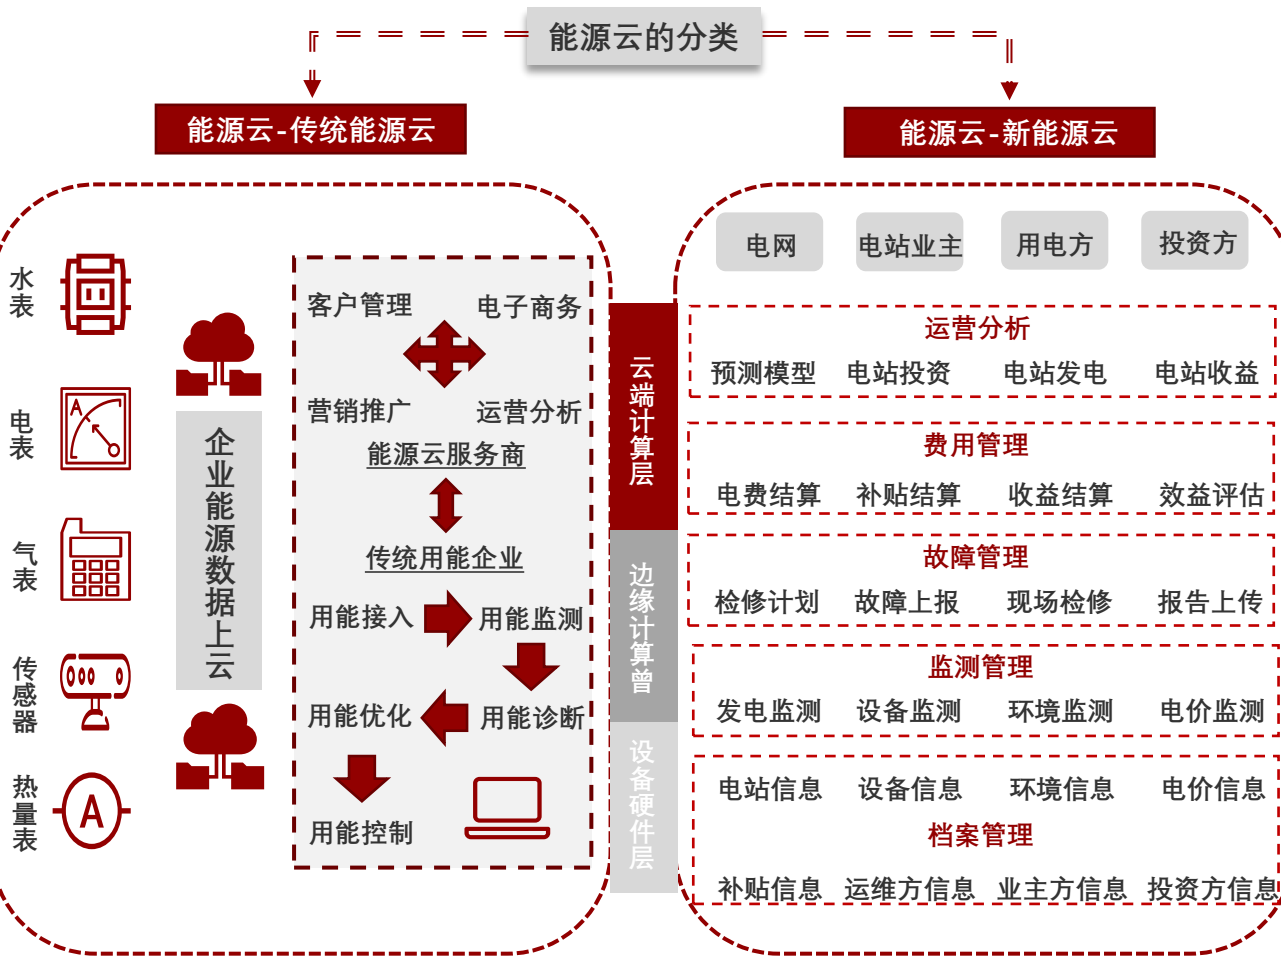 能源云的分类
能源云-传统能源云
能源云-新能源云
水表
电表
气表
传感器
热量表
A
A
企业能源数据上云
客户管理
电子商务
营销推广
运营分析
能源云服务商
传统用能企业
用能接入
用能监测
用能优化
用能诊断
用能控制
云端计算层
边缘计算曾
设备硬件层
电网
电站业主
用电方
投资方
运营分析
预测模型
电站投资
电站发电
电站收益
费用管理
电费结算
补贴结算
收益结算
效益评估
故障管理
检修计划
故障上报
现场检修
报告上传
监测管理
发电监测
设备监测
环境监测
电价监测
电站信息
设备信息
环境信息
电价信息
档案管理
补贴信息
运维方信息
业主方信息
投资方信息